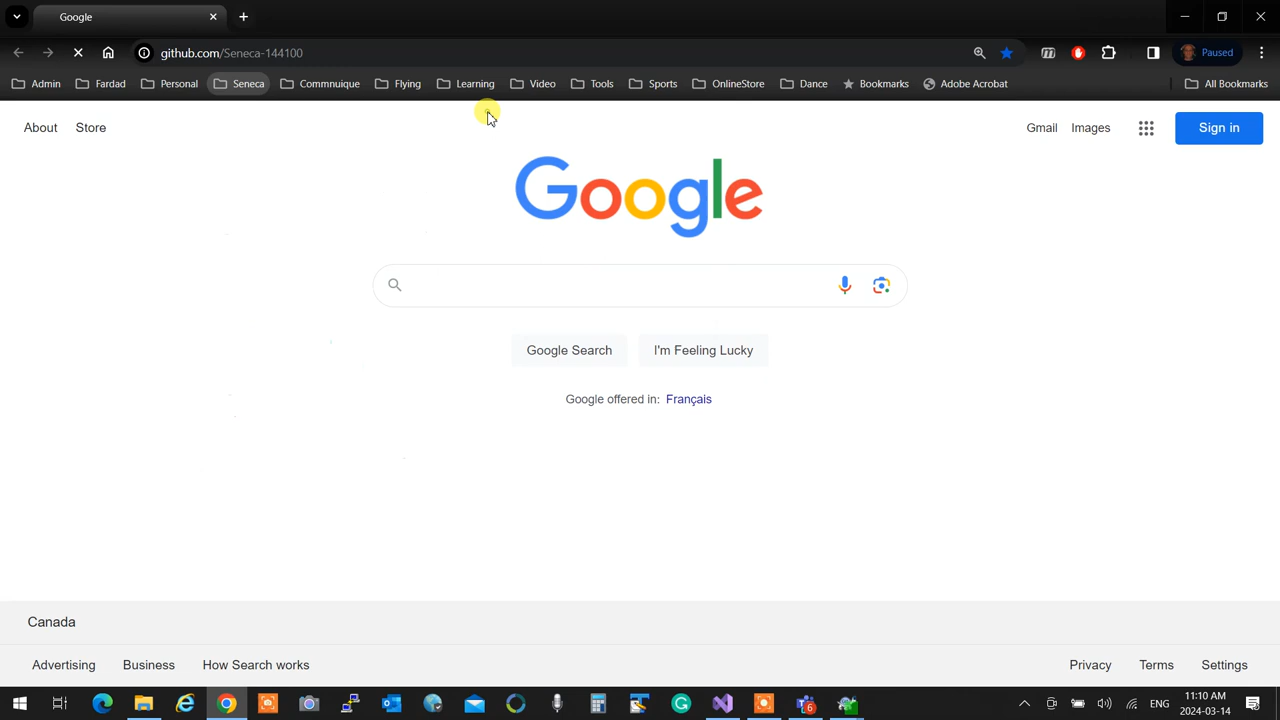 Google
github.com/Seneca-144100
Paused
Admin Fardad Personal Seneca Commnuique Flying Learning Video Tools Sports OnlineStore Dance Bookmarks Adobe Acrobat All Bookmarks
About Store Gmail Images Sign in
Google
Google Search I'm Feeling Lucky
Google offered in: Français
Canada
Advertising Business How Search works Privacy Terms Settings
6
ENG
11:10 AM
2024-03-14